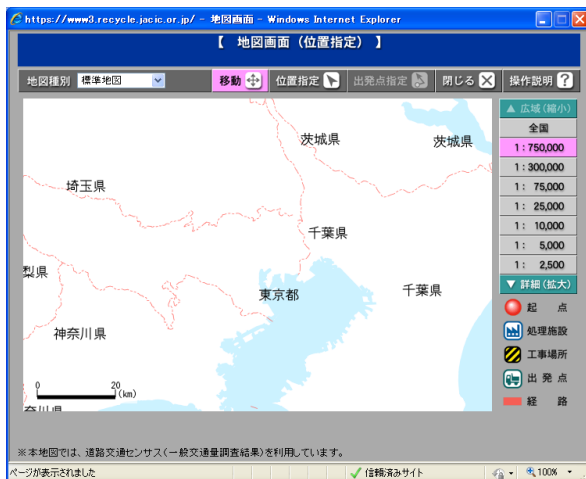 https://www3.recycle.jacic.or.jp/ - 地図画面 - Windows Internet Explorer
【 地図画面（位置指定） 】
地図種別 標準地図 移動 位置指定 出発点指定 閉じる 操作説明
茨城県 茨城県
埼玉県
千葉県
梨県
東京都 千葉県
神奈川県
0 20
(km)
奈川県
▲ 広域(縮小)
全国
1：750,000
1：300,000
1： 75,000
1： 25,000
1： 10,000
1： 5,000
1： 2,500
▼ 詳細(拡大)
起 点
処理施設
工事場所
出 発 点
経 路
※本地図では、道路交通センサス(一般交通量調査結果)を利用しています。
ページが表示されました 信頼済みサイト 100%